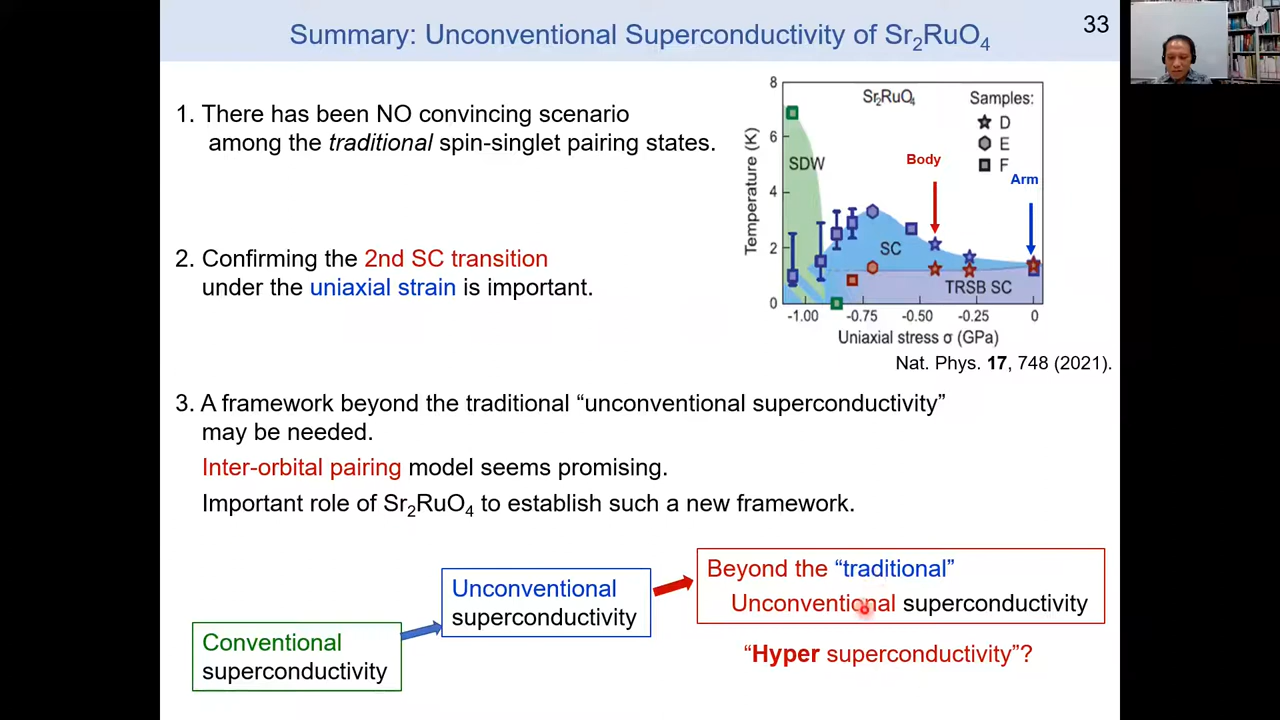 Summary: Unconventional Superconductivity of Sr₂RuO₄
33
1. There has been NO convincing scenario
among the traditional spin-singlet pairing states.
2. Confirming the 2nd SC transition
under the uniaxial strain is important.
8
6
4
2
0
Temperature (K)
Sr₂RuO₄
Samples:
D
E
F
SDW
Body
Arm
SC
TRSB SC
-1.00
-0.75
-0.50
-0.25
0
Uniaxial stress σ (GPa)
Nat. Phys. 17, 748 (2021).
3. A framework beyond the traditional “unconventional superconductivity”
may be needed.
Inter-orbital pairing model seems promising.
Important role of Sr₂RuO₄ to establish such a new framework.
Conventional
superconductivity
Unconventional
superconductivity
Beyond the “traditional”
Unconventional superconductivity
“Hyper superconductivity”?